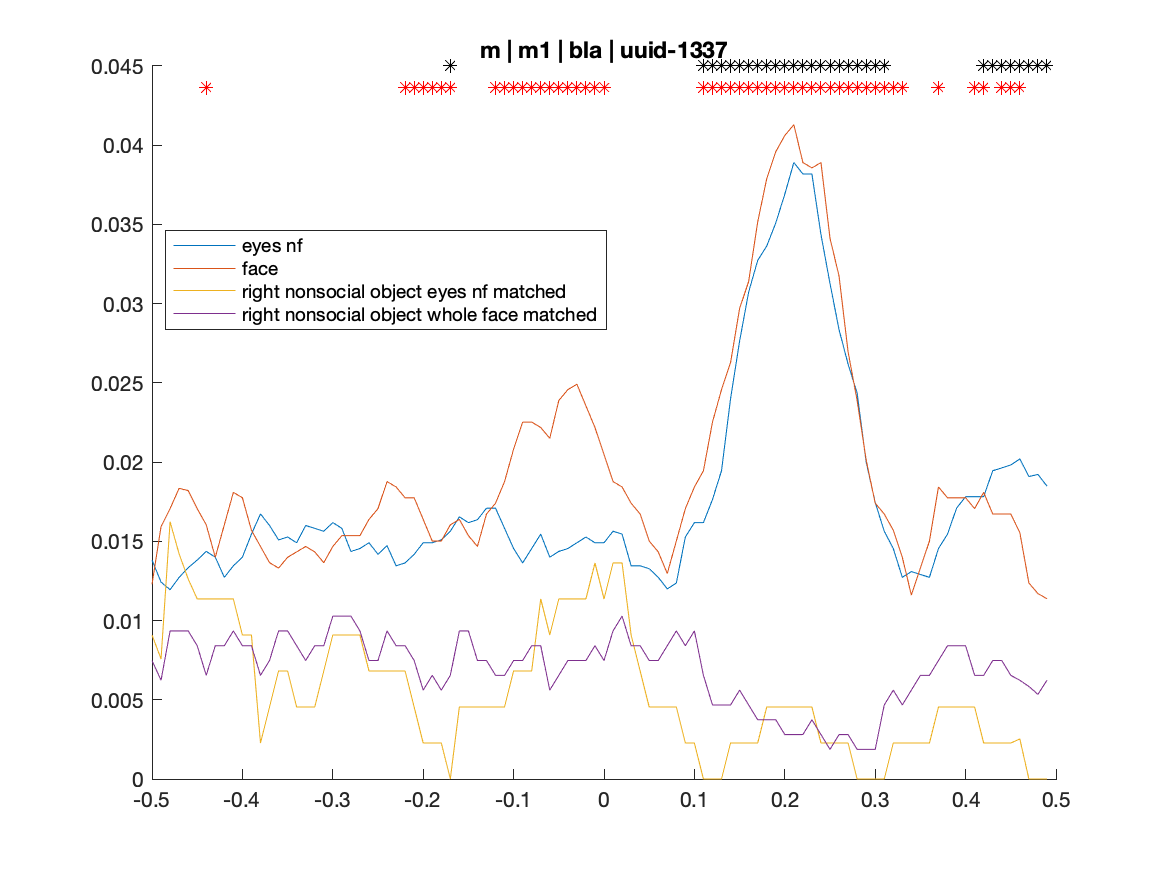 m | m1 | bla | uuid-1337
0.045
0.04
0.035
0.03
0.025
0.02
0.015
0.01
0.005
0
eyes nf
face
right nonsocial object eyes nf matched
right nonsocial object whole face matched
-0.5 -0.4 -0.3 -0.2 -0.1 0 0.1 0.2 0.3 0.4 0.5